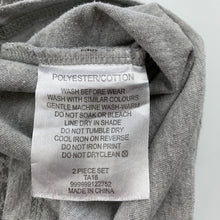 POLYESTER/COTTON
WASH BEFORE WEAR
WASH WITH SIMILAR COLOURS
GENTLE MACHINE WASH-WARM
DO NOT SOAK OR BLEACH
LINE DRY IN SHADE
DO NOT TUMBLE DRY
COOL IRON ON REVERSE
DO NOT IRON PRINT
DO NOT DRYCLEAN
2 PIECE SET
TA16
999999122752
MADE IN CHINA